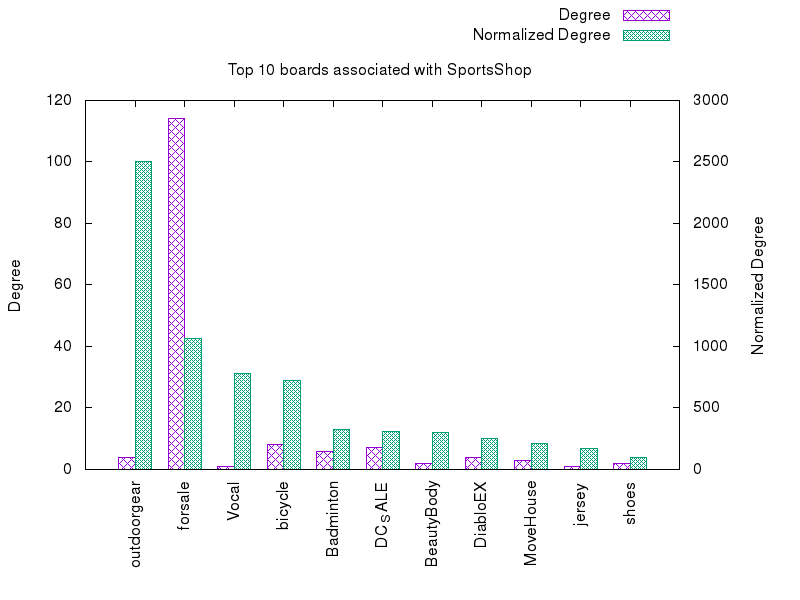 Degree
Normalized Degree
Top 10 boards associated with SportsShop
120
100
80
60
40
20
0
3000
2500
2000
1500
1000
500
0
Degree
Normalized Degree
outdoorgear
forsale
Vocal
bicycle
Badminton
DCSALE
BeautyBody
DiabloEX
MoveHouse
jersey
shoes